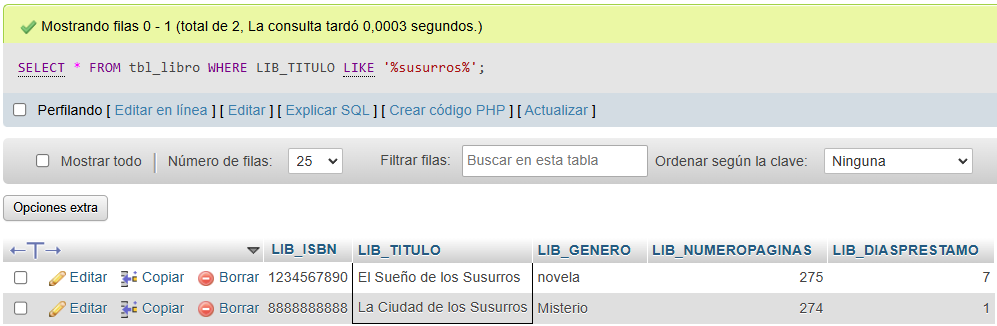 Mostrando filas 0 - 1 (total de 2, La consulta tardó 0,0003 segundos.)
SELECT * FROM tbl_libro WHERE LIB_TITULO LIKE '%susurros%';
Perfilando [ Editar en línea ] [ Editar ] [ Explicar SQL ] [ Crear código PHP ] [ Actualizar ]
Mostrar todo Número de filas: 25 Filtrar filas: Buscar en esta tabla Ordenar según la clave: Ninguna
Opciones extra
←T→ LIB_ISBN LIB_TITULO LIB_GENERO LIB_NUMEROPAGINAS LIB_DIASPRESTAMO
Editar Copiar Borrar 1234567890 El Sueño de los Susurros novela 275 7
Editar Copiar Borrar 8888888888 La Ciudad de los Susurros Misterio 274 1